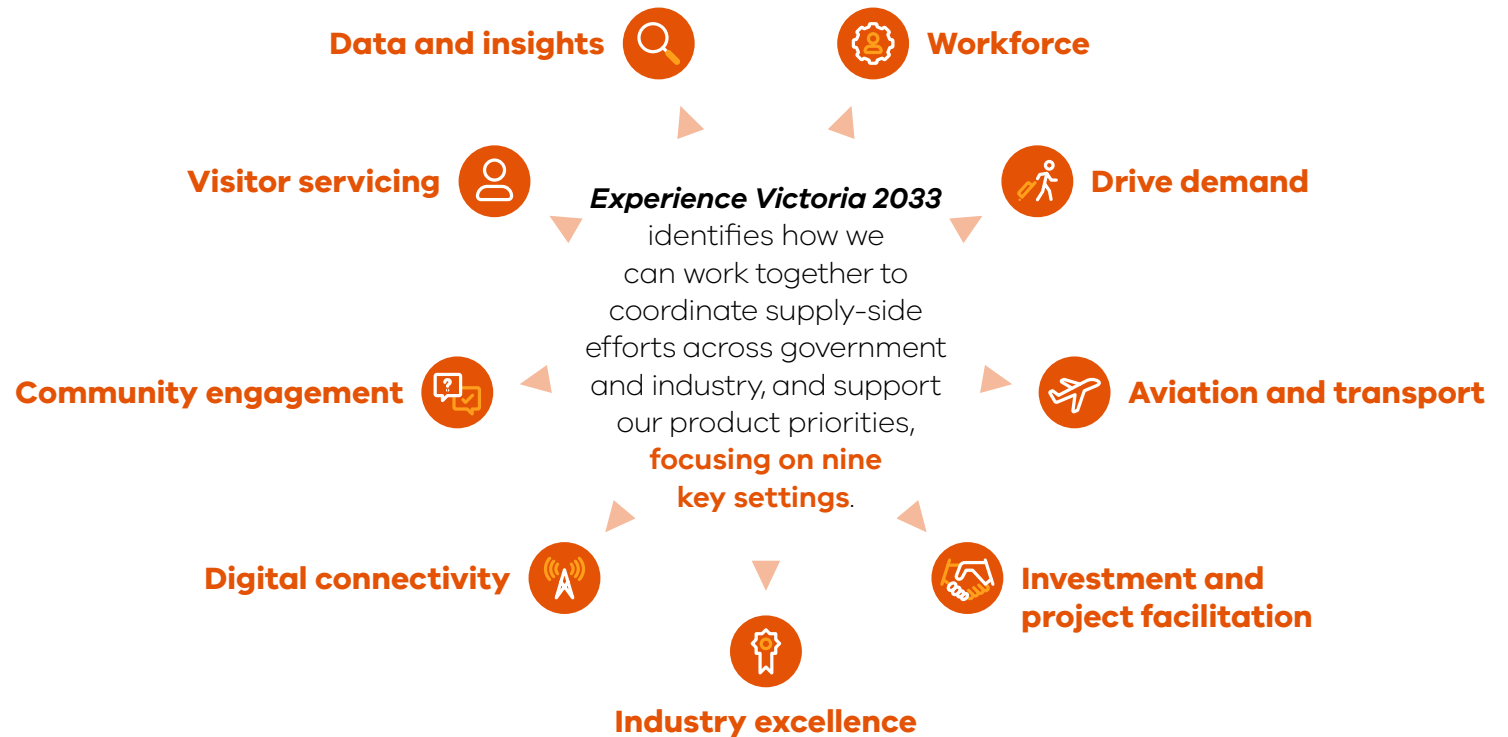 Data and insights
Workforce
Visitor servicing
Drive demand
Experience Victoria 2033
identifies how we
can work together to
coordinate supply-side
efforts across government
and industry, and support
our product priorities,
focusing on nine
key settings.
Community engagement
?
Aviation and transport
Digital connectivity
Investment and
project facilitation
Industry excellence